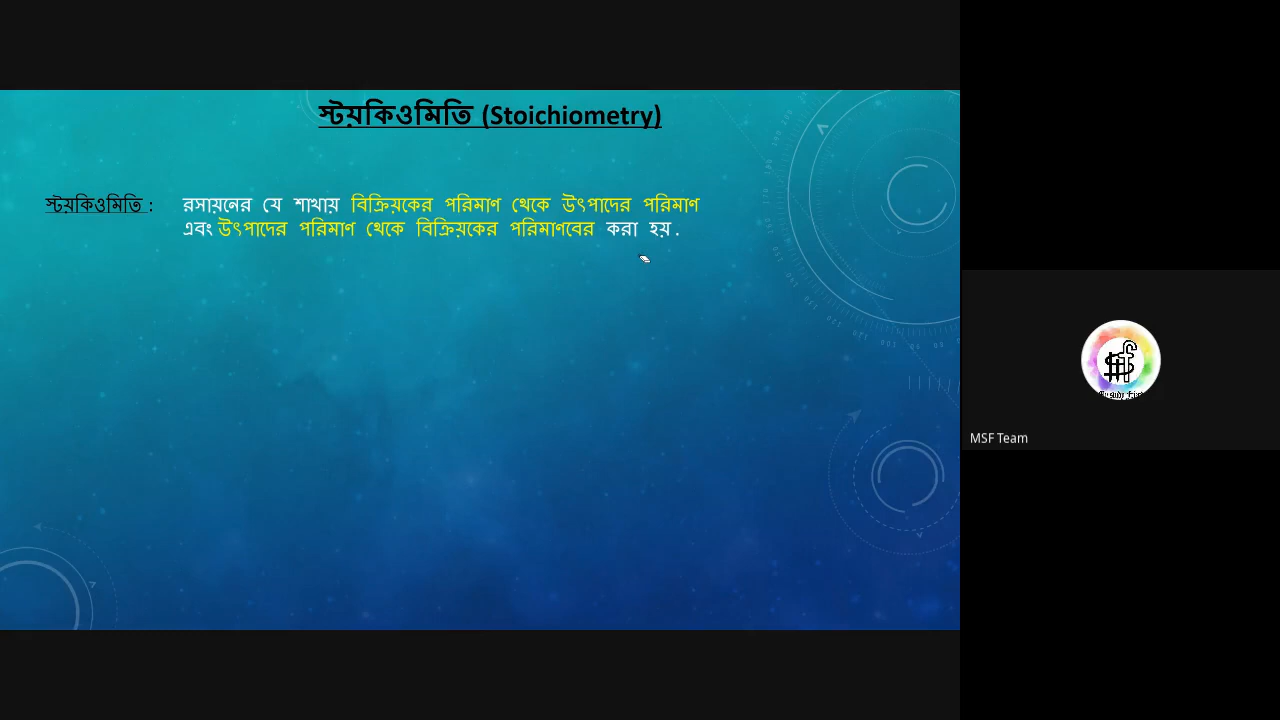 স্টয়কিওমিতি (Stoichiometry)
স্টয়কিওমিতি : রসায়নের যে শাখায় বিক্রিয়কের পরিমাণ থেকে উৎপাদের পরিমাণ
এবং উৎপাদের পরিমাণ থেকে বিক্রিয়কের পরিমাণবের করা হয় .
MSF Team